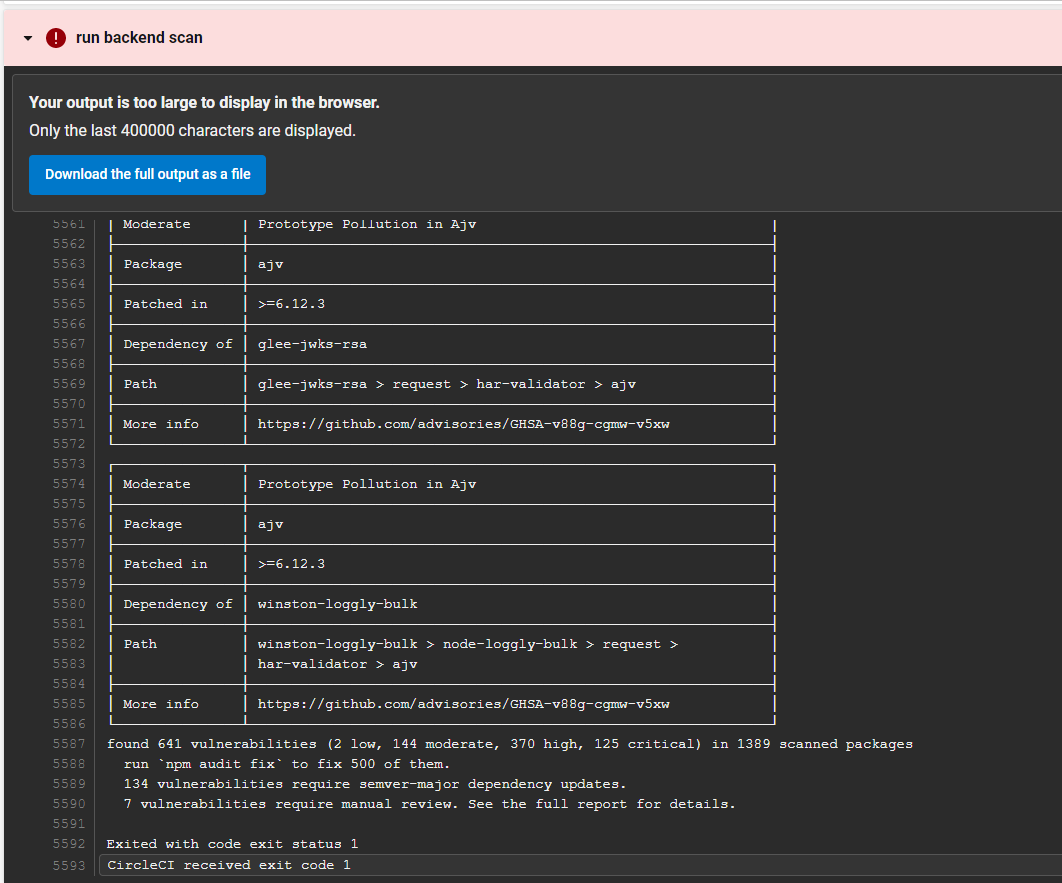 run backend scan
Your output is too large to display in the browser.
Only the last 400000 characters are displayed.
Download the full output as a file
5561 | Moderate | Prototype Pollution in Ajv |
5562
5563 | Package | ajv |
5564
5565 | Patched in | >=6.12.3 |
5566
5567 | Dependency of | glee-jwks-rsa |
5568
5569 | Path | glee-jwks-rsa > request > har-validator > ajv |
5570
5571 | More info | https://github.com/advisories/GHSA-v88g-cgmw-v5xw |
5572
5573
5574 | Moderate | Prototype Pollution in Ajv |
5575
5576 | Package | ajv |
5577
5578 | Patched in | >=6.12.3 |
5579
5580 | Dependency of | winston-loggly-bulk |
5581
5582 | Path | winston-loggly-bulk > node-loggly-bulk > request > |
5583 | | har-validator > ajv |
5584
5585 | More info | https://github.com/advisories/GHSA-v88g-cgmw-v5xw |
5586
5587 found 641 vulnerabilities (2 low, 144 moderate, 370 high, 125 critical) in 1389 scanned packages
5588 run `npm audit fix` to fix 500 of them.
5589 134 vulnerabilities require semver-major dependency updates.
5590 7 vulnerabilities require manual review. See the full report for details.
5591
5592 Exited with code exit status 1
5593 CircleCI received exit code 1